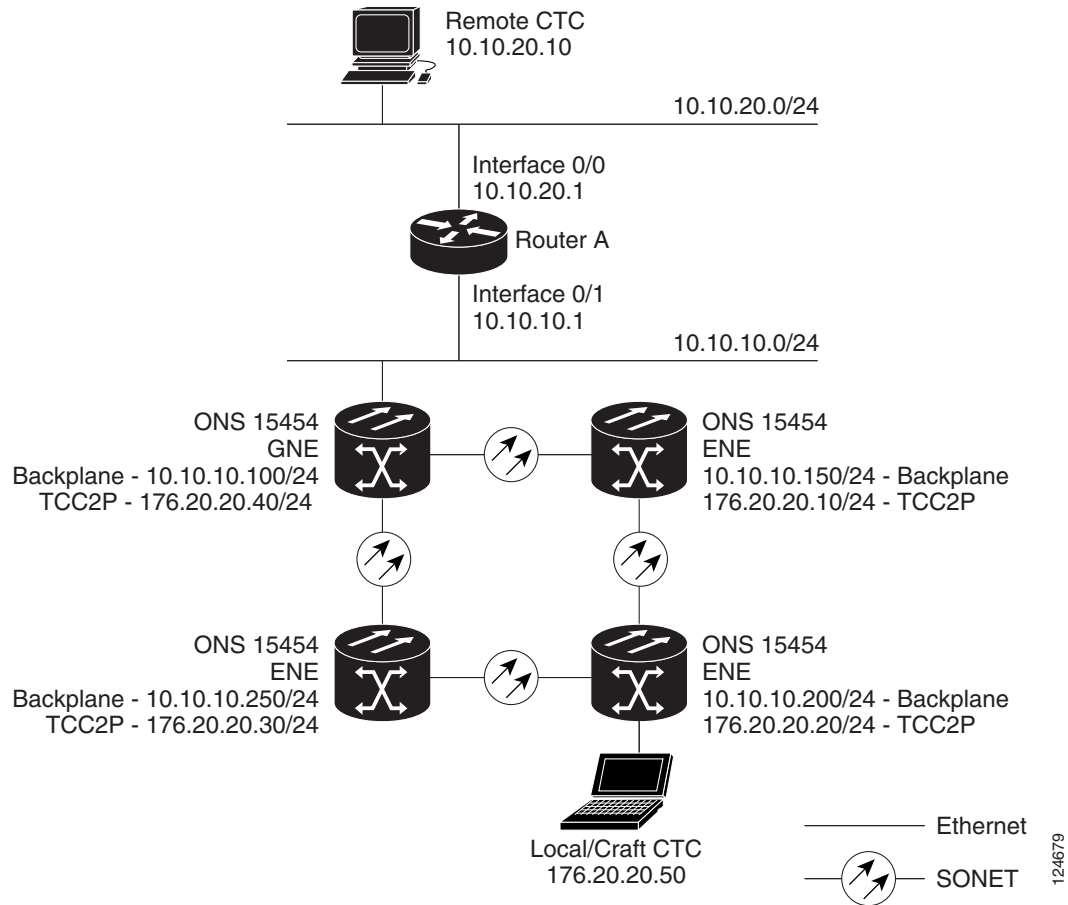 Remote CTC
10.10.20.10
10.10.20.0/24
Interface 0/0
10.10.20.1
Router A
Interface 0/1
10.10.10.1
10.10.10.0/24
ONS 15454
GNE
Backplane - 10.10.10.100/24
TCC2P - 176.20.20.40/24
ONS 15454
ENE
10.10.10.150/24 - Backplane
176.20.20.10/24 - TCC2P
ONS 15454
ENE
Backplane - 10.10.10.250/24
TCC2P - 176.20.20.30/24
ONS 15454
ENE
10.10.10.200/24 - Backplane
176.20.20.20/24 - TCC2P
Local/Craft CTC
176.20.20.50
Ethernet
SONET
124679